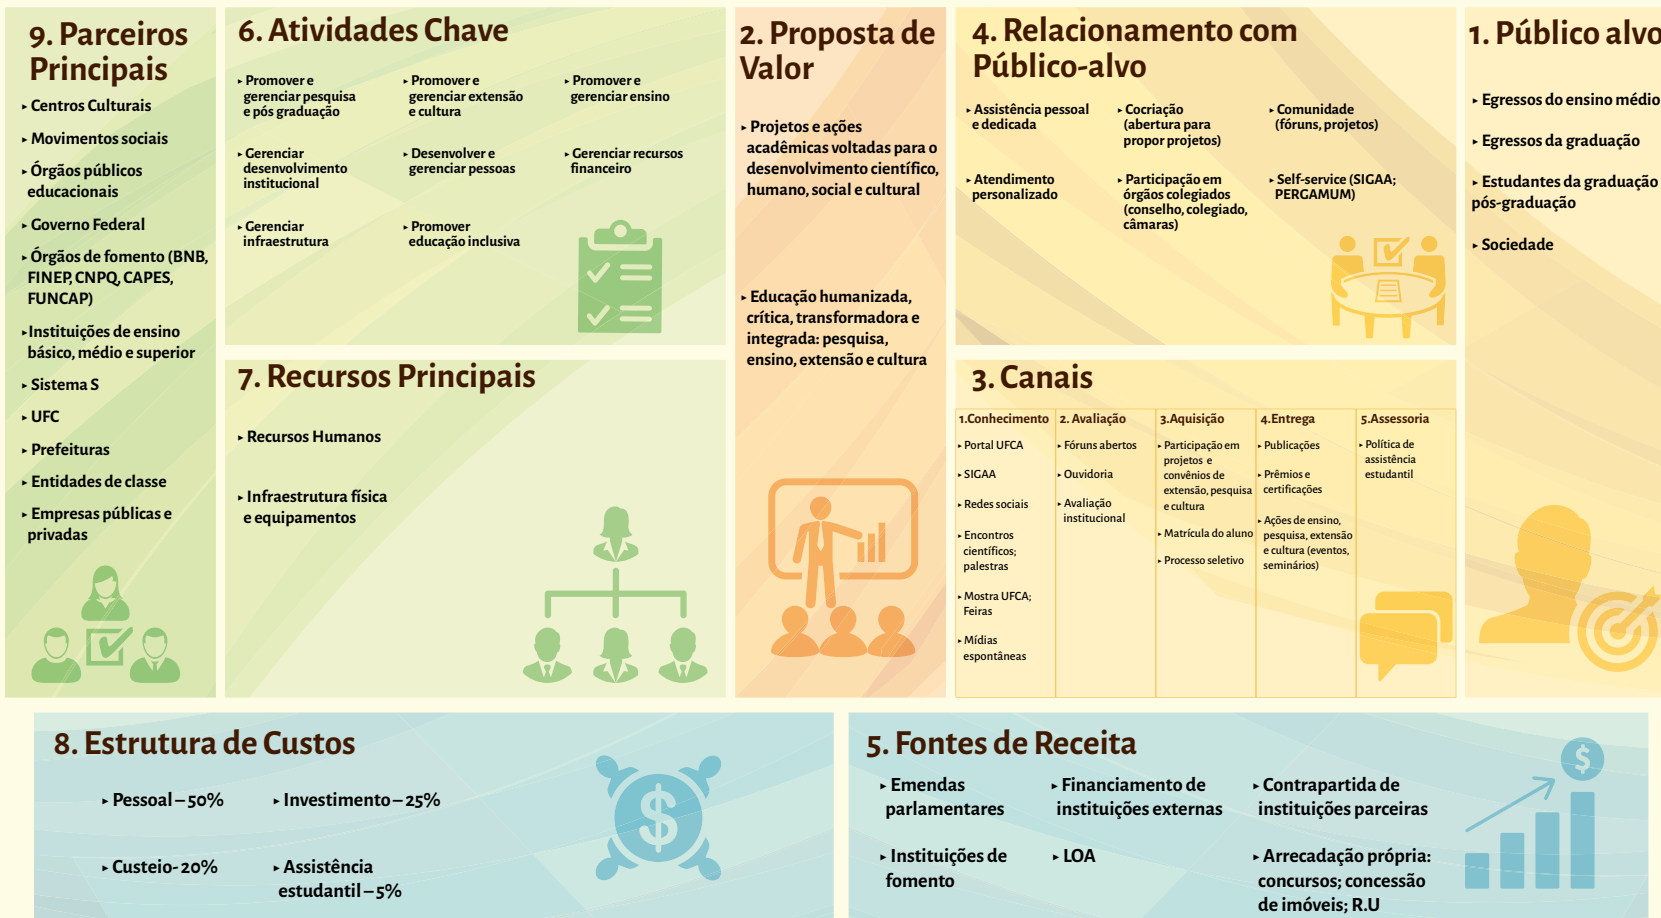 9. Parceiros
Principais
▸ Centros Culturais
▸ Movimentos sociais
▸ Órgãos públicos
educacionais
▸ Governo Federal
▸ Órgãos de fomento (BNB,
FINEP, CNPQ, CAPES,
FUNCAP)
▸Instituições de ensino
básico, médio e superior
▸ Sistema S
▸ UFC
▸ Prefeituras
▸ Entidades de classe
▸ Empresas públicas e
privadas
6. Atividades Chave
▸ Promover e
gerenciar pesquisa
e pós graduação
▸ Promover e
gerenciar extensão
e cultura
▸ Promover e
gerenciar ensino
▸ Gerenciar
desenvolvimento
institucional
▸ Desenvolver e
gerenciar pessoas
▸ Gerenciar recursos
financeiro
▸ Gerenciar
infraestrutura
▸ Promover
educação inclusiva
7. Recursos Principais
▸ Recursos Humanos
▸ Infraestrutura física
e equipamentos
2. Proposta de
Valor
▸ Projetos e ações
acadêmicas voltadas para o
desenvolvimento científico,
humano, social e cultural
▸ Educação humanizada,
crítica, transformadora e
integrada: pesquisa,
ensino, extensão e cultura
4. Relacionamento com
Público-alvo
▸ Assistência pessoal
e dedicada
▸ Cocriação
(abertura para
propor projetos)
▸ Comunidade
(fóruns, projetos)
▸ Atendimento
personalizado
▸ Participação em
órgãos colegiados
(conselho, colegiado,
câmaras)
▸ Self-service (SIGAA;
PERGAMUM)
3. Canais
1.Conhecimento
▸ Portal UFCA
▸ SIGAA
▸ Redes sociais
▸ Encontros
científicos;
palestras
▸ Mostra UFCA;
Feiras
▸ Mídias
espontâneas
2. Avaliação
▸ Fóruns abertos
▸ Ouvidoria
▸ Avaliação
institucional
3.Aquisição
▸ Participação em
projetos e
convênios de
extensão, pesquisa
e cultura
▸ Matrícula do aluno
▸ Processo seletivo
4.Entrega
▸ Publicações
▸ Prêmios e
certificações
▸ Ações de ensino,
pesquisa, extensão
e cultura (eventos,
seminários)
5.Assessoria
▸ Política de
assistência
estudantil
1. Público alvo
▸ Egressos do ensino médio
▸ Egressos da graduação
▸ Estudantes da graduação
pós-graduação
▸ Sociedade
8. Estrutura de Custos
▸ Pessoal – 50%
▸ Investimento – 25%
▸ Custeio- 20%
▸ Assistência
estudantil – 5%
5. Fontes de Receita
▸ Emendas
parlamentares
▸ Financiamento de
instituições externas
▸ Contrapartida de
instituições parceiras
▸ Instituições de
fomento
▸ LOA
▸ Arrecadação própria:
concursos; concessão
de imóveis; R.U